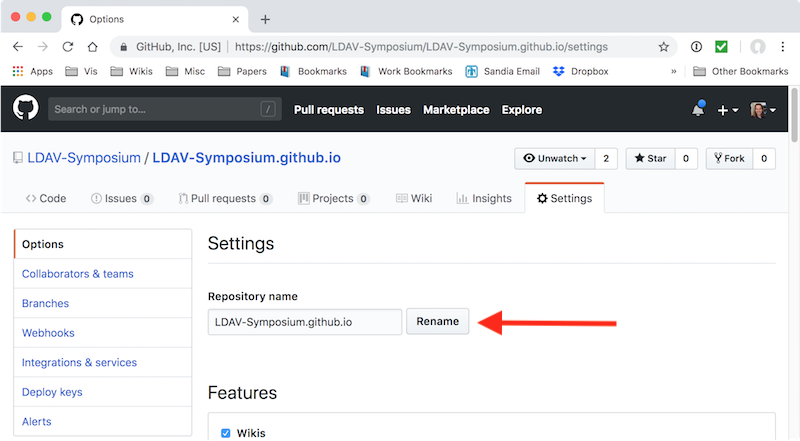 Options
GitHub, Inc. [US] | https://github.com/LDAV-Symposium/LDAV-Symposium.github.io/settings
Apps Vis Wikis Misc Papers Bookmarks Work Bookmarks Sandia Email Dropbox » Other Bookmarks
Search or jump to... / Pull requests Issues Marketplace Explore
LDAV-Symposium / LDAV-Symposium.github.io Unwatch 2 Star 0 Fork 0
Code Issues 0 Pull requests 0 Projects 0 Wiki Insights Settings
Options
Collaborators & teams
Branches
Webhooks
Integrations & services
Deploy keys
Alerts
Settings
Repository name
LDAV-Symposium.github.io Rename
Features
Wikis